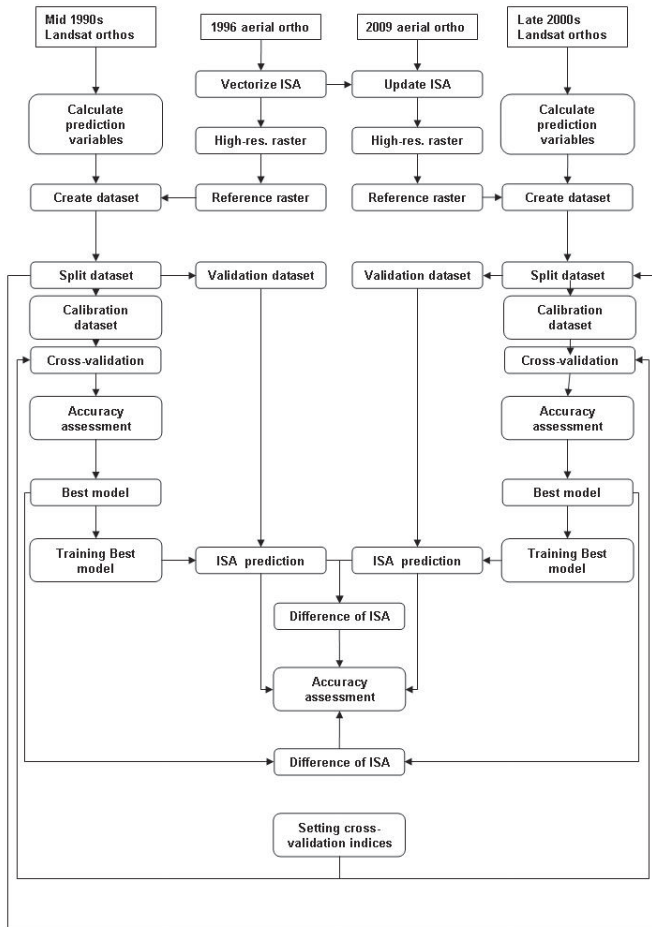 Mid 1990s
Landsat orthos
1996 aerial ortho
2009 aerial ortho
Late 2000s
Landsat orthos
Vectorize ISA
Update ISA
Calculate
prediction
variables
Calculate
prediction
variables
High-res. raster
High-res. raster
Create dataset
Reference raster
Reference raster
Create dataset
Split dataset
Validation dataset
Validation dataset
Split dataset
Calibration
dataset
Calibration
dataset
Cross-validation
Cross-validation
Accuracy
assessment
Accuracy
assessment
Best model
Best model
Training Best
model
ISA prediction
ISA prediction
Training Best
model
Difference of ISA
Accuracy
assessment
Difference of ISA
Setting cross-
validation indices